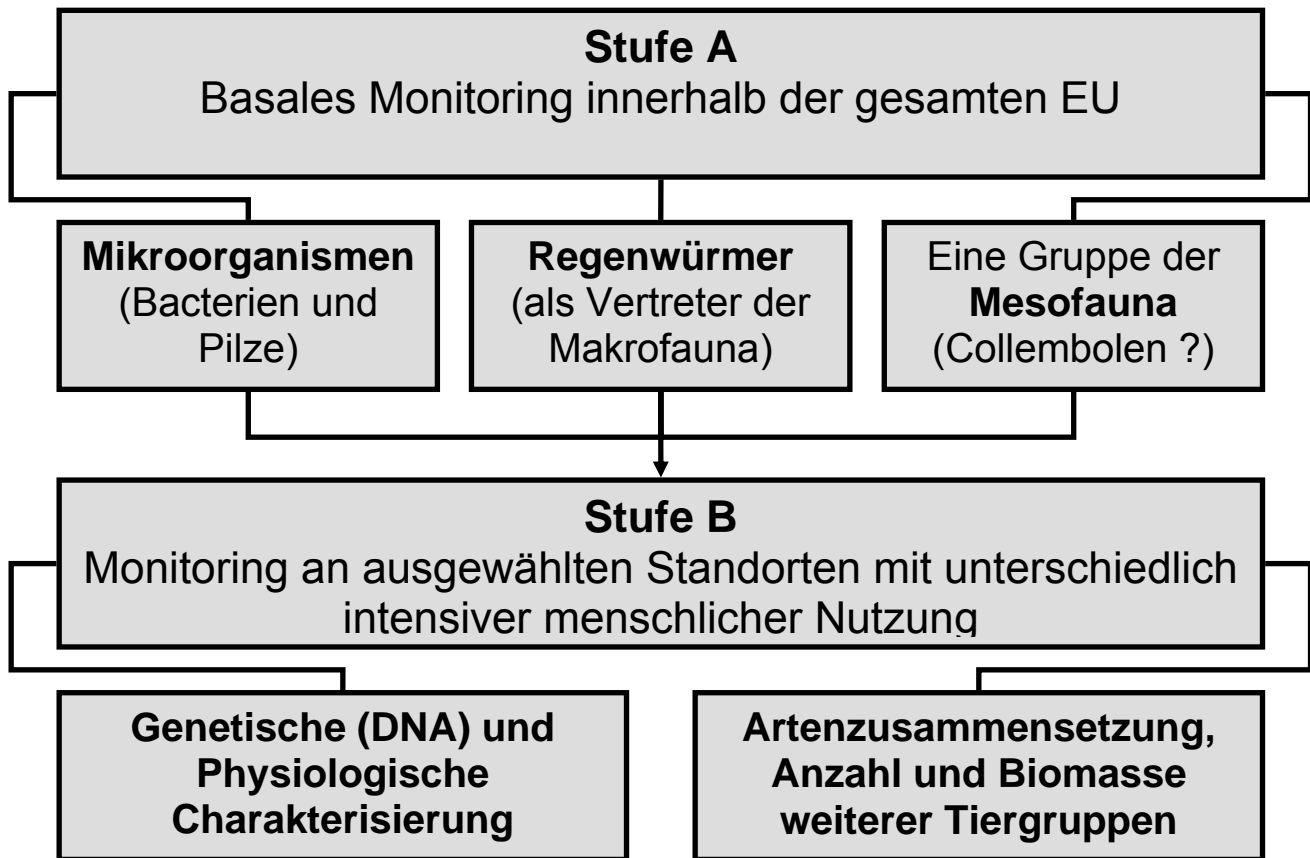 Stufe A
Basales Monitoring innerhalb der gesamten EU
Mikroorganismen
(Bacterien und
Pilze)
Regenwürmer
(als Vertreter der
Makrofauna)
Eine Gruppe der
Mesofauna
(Collembolen ?)
Stufe B
Monitoring an ausgewählten Standorten mit unterschiedlich
intensiver menschlicher Nutzung
Genetische (DNA) und
Physiologische
Charakterisierung
Artenzusammensetzung,
Anzahl und Biomasse
weiterer Tiergruppen